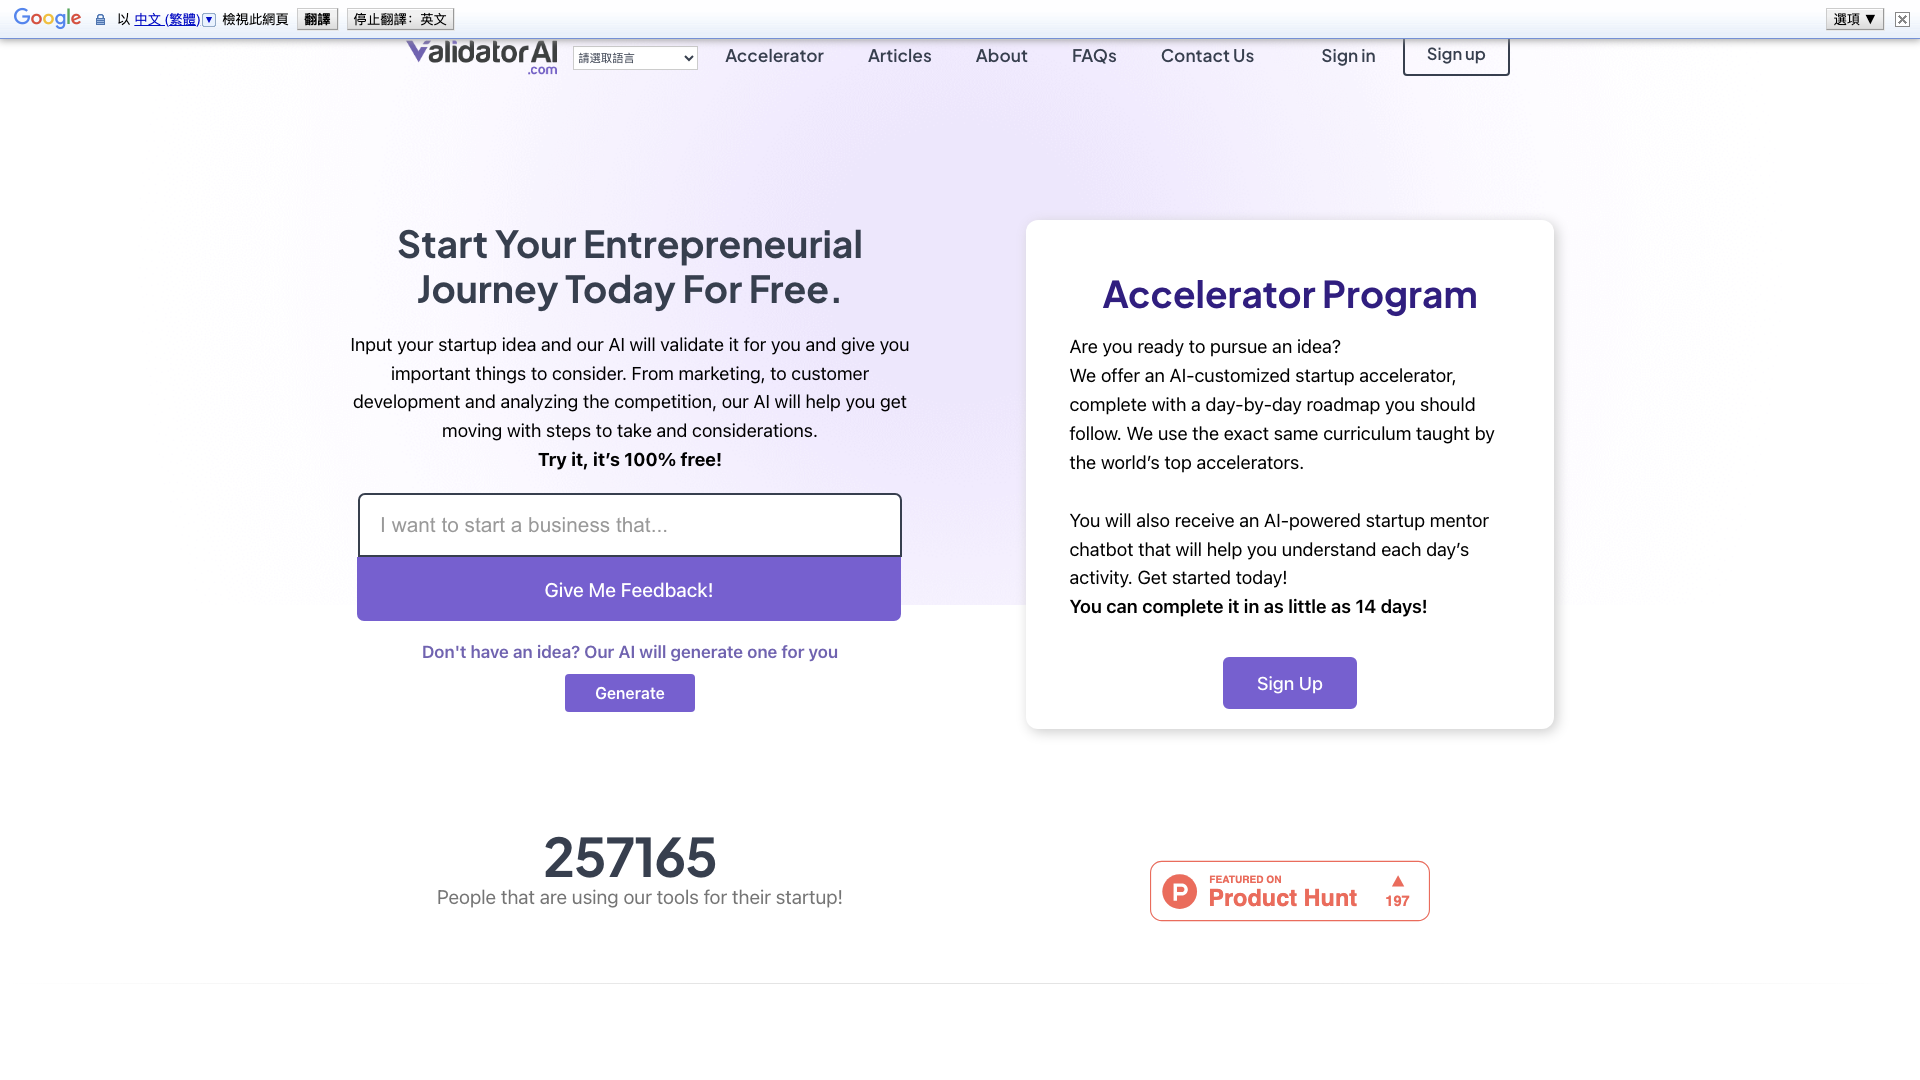 Google 以 中文 (繁體) ▼ 檢視此網頁 翻譯 停止翻譯：英文 選項 ▼
ValidatorAI
.com
請選取語言 Accelerator Articles About FAQs Contact Us Sign in Sign up
Start Your Entrepreneurial
Journey Today For Free.
Input your startup idea and our AI will validate it for you and give you
important things to consider. From marketing, to customer
development and analyzing the competition, our AI will help you get
moving with steps to take and considerations.
Try it, it’s 100% free!
I want to start a business that...
Give Me Feedback!
Don't have an idea? Our AI will generate one for you
Generate
Accelerator Program
Are you ready to pursue an idea?
We offer an AI-customized startup accelerator,
complete with a day-by-day roadmap you should
follow. We use the exact same curriculum taught by
the world’s top accelerators.
You will also receive an AI-powered startup mentor
chatbot that will help you understand each day’s
activity. Get started today!
You can complete it in as little as 14 days!
Sign Up
257165
People that are using our tools for their startup!
P
FEATURED ON
Product Hunt
▲
197